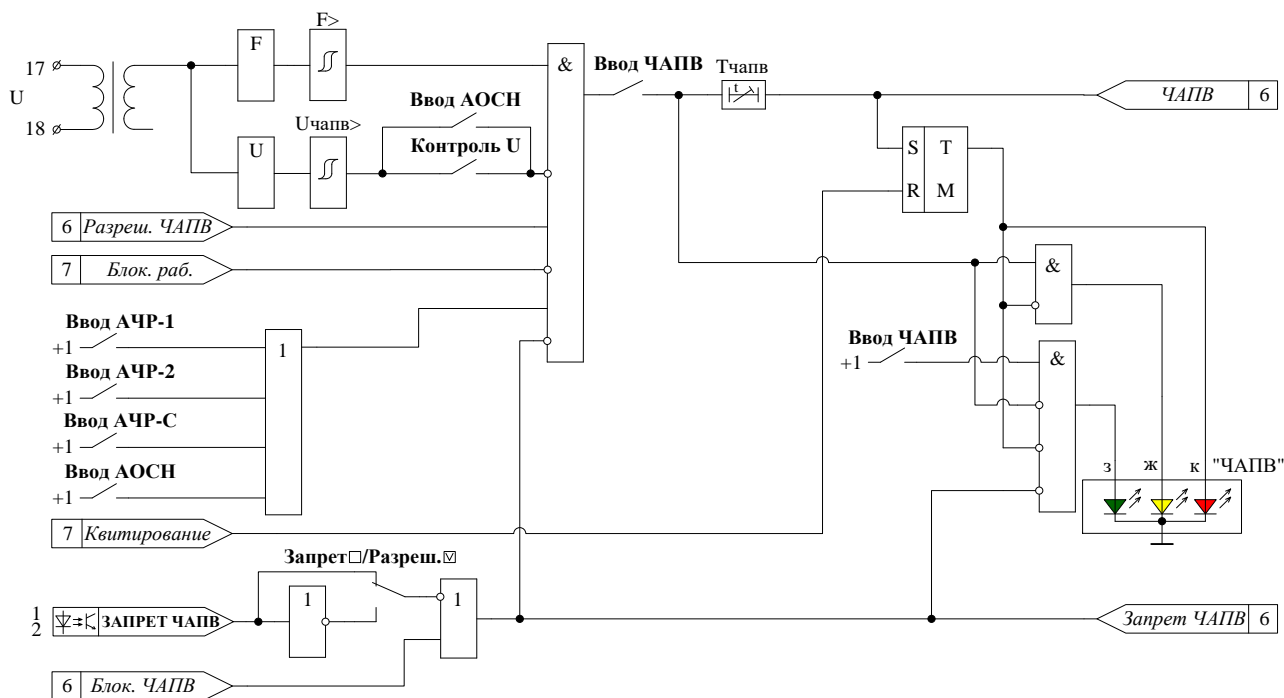 F>
17
F
&
Ввод ЧАПВ
Тчапв
t
ЧАПВ 6
U
Ввод АОСН
18
Uчапв>
Контроль U
U
S T
R M
6 Разреш. ЧАПВ
7 Блок. раб.
&
Ввод АЧР-1
+1
1
Ввод ЧАПВ
+1
&
Ввод АЧР-2
+1
Ввод АЧР-С
+1
Ввод АОСН
+1
з ж к "ЧАПВ"
7 Квитирование
Запрет□/Разреш.☑
1
2
ЗАПРЕТ ЧАПВ
1
1
Запрет ЧАПВ 6
6 Блок. ЧАПВ